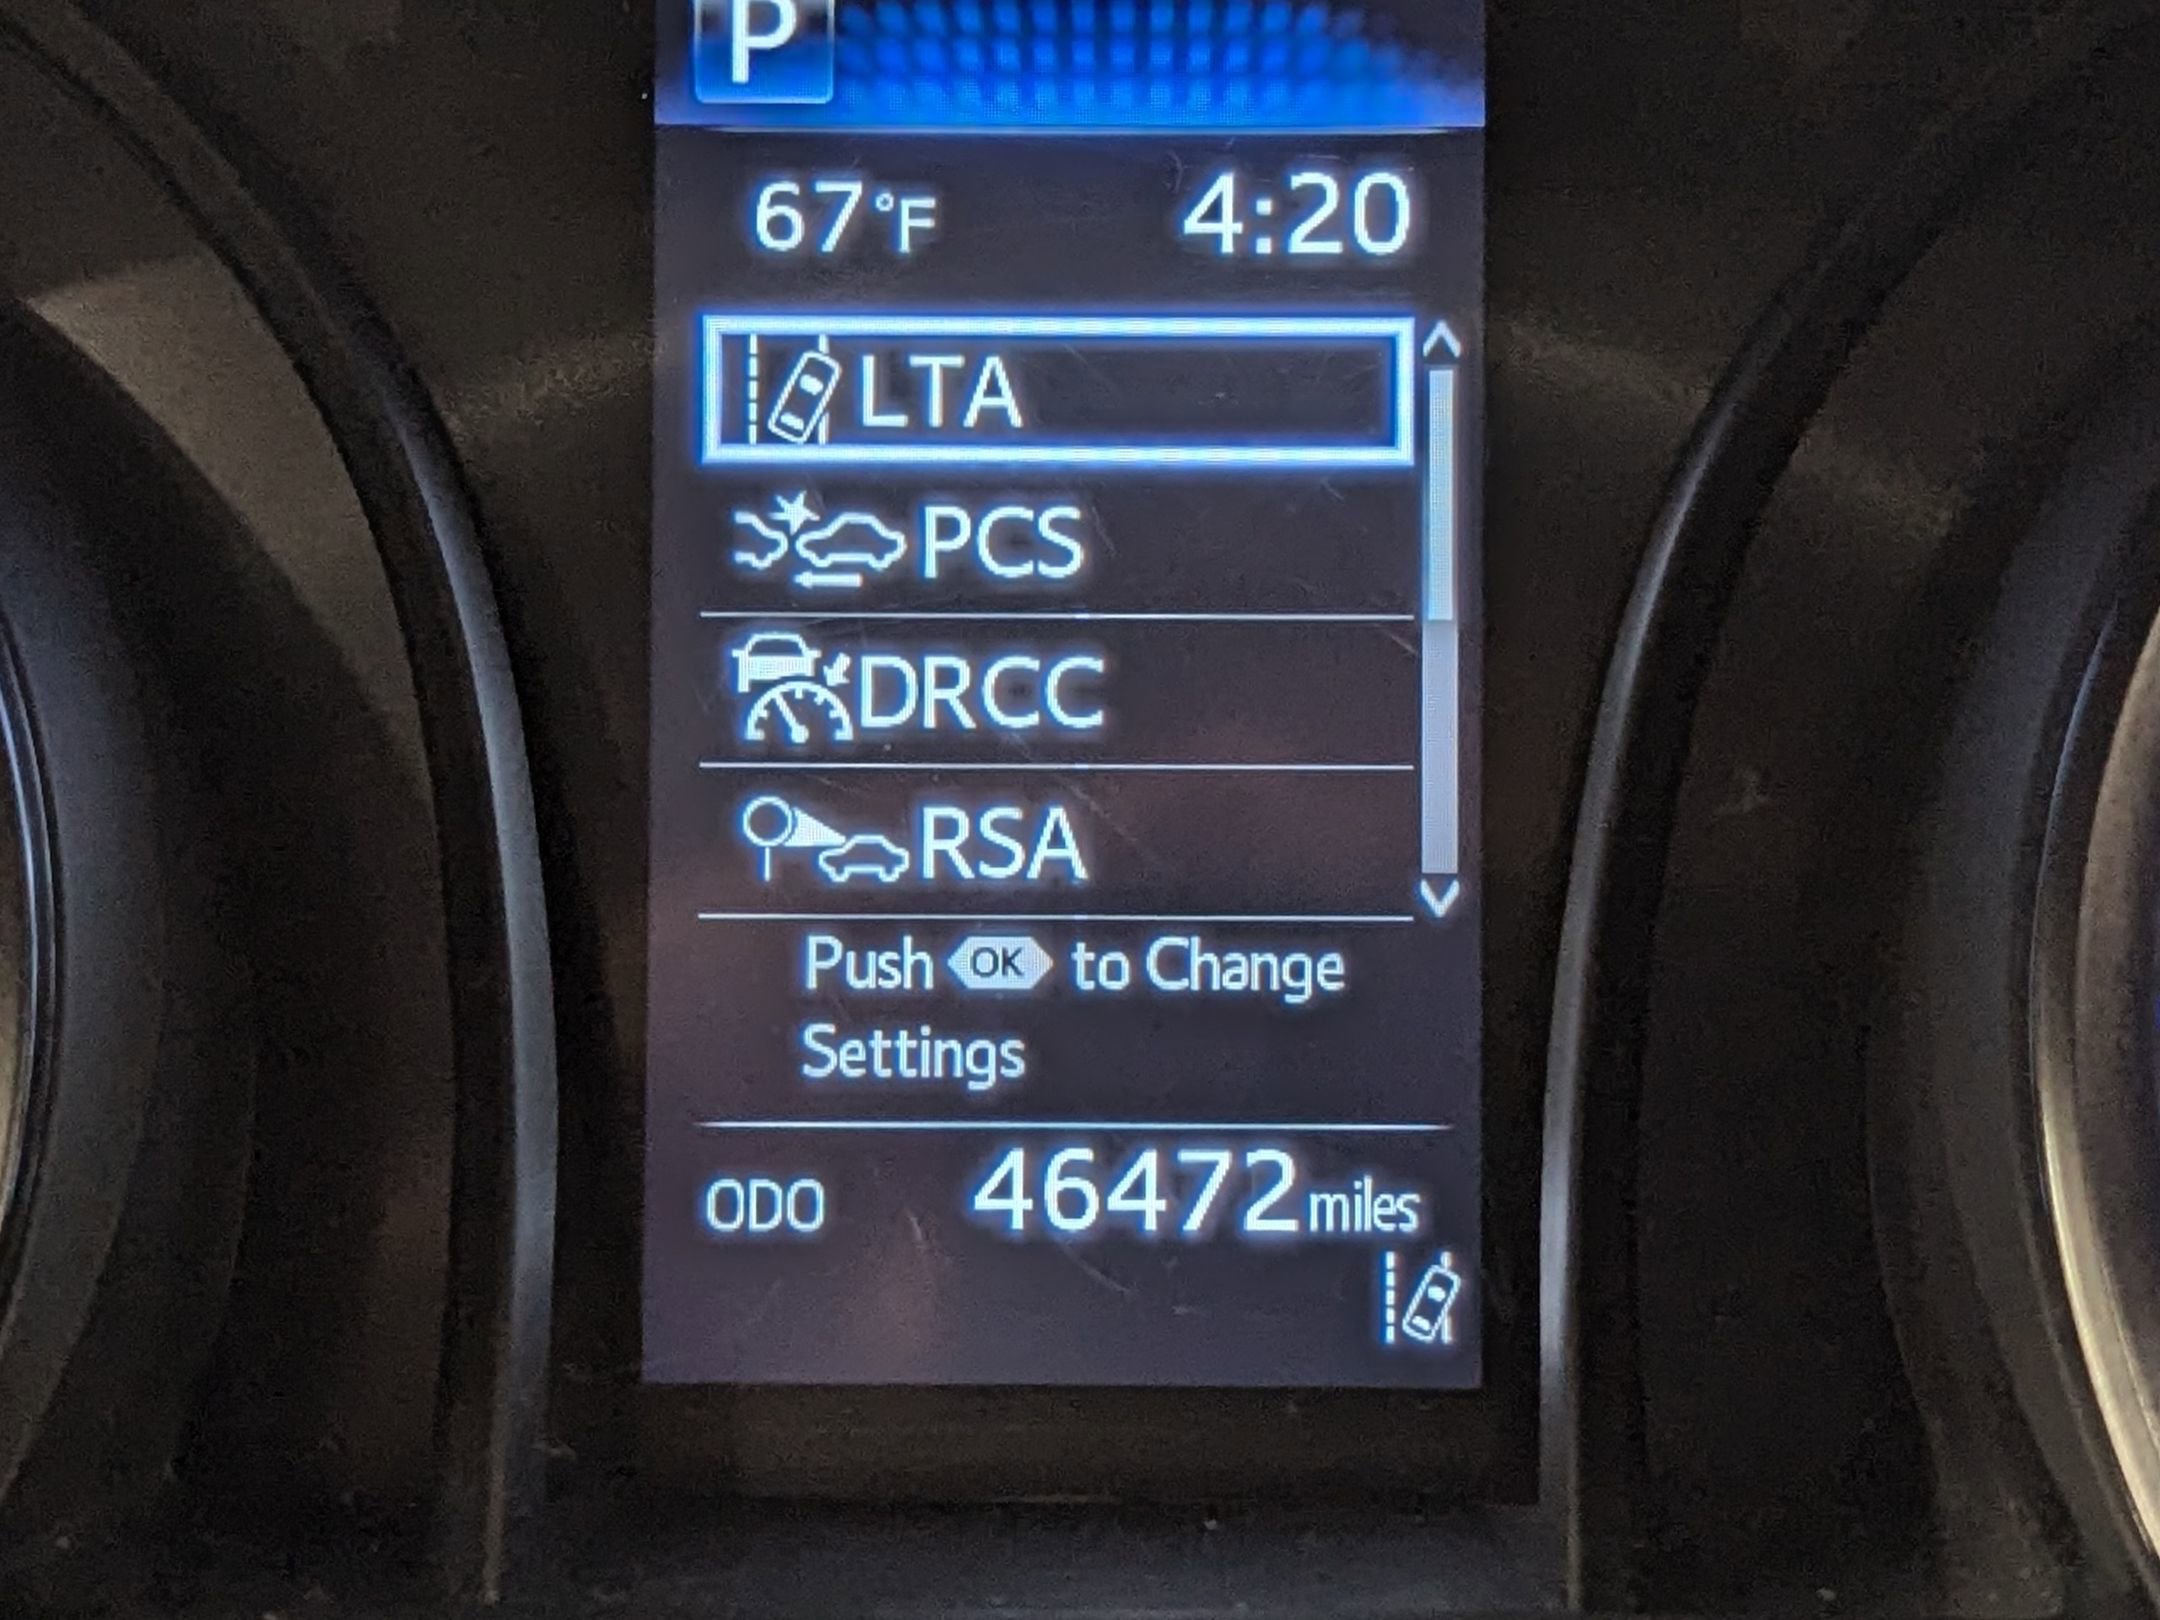 P
67°F 4:20
LTA
PCS
DRCC
RSA
Push OK to Change
Settings
ODO 46472 miles